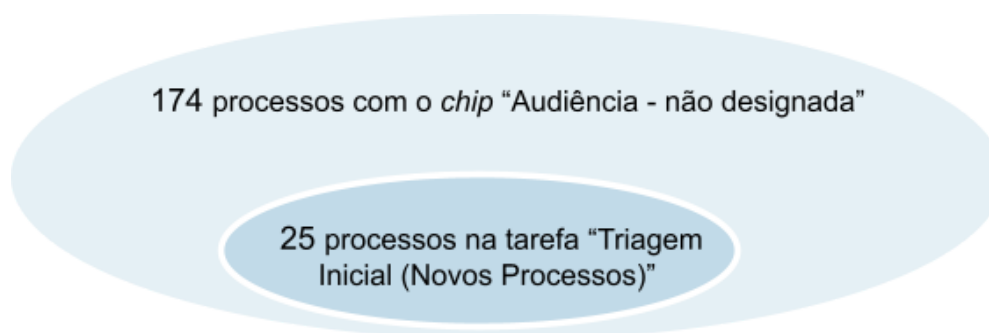 174 processos com o chip “Audiência - não designada”
25 processos na tarefa “Triagem
Inicial (Novos Processos)”